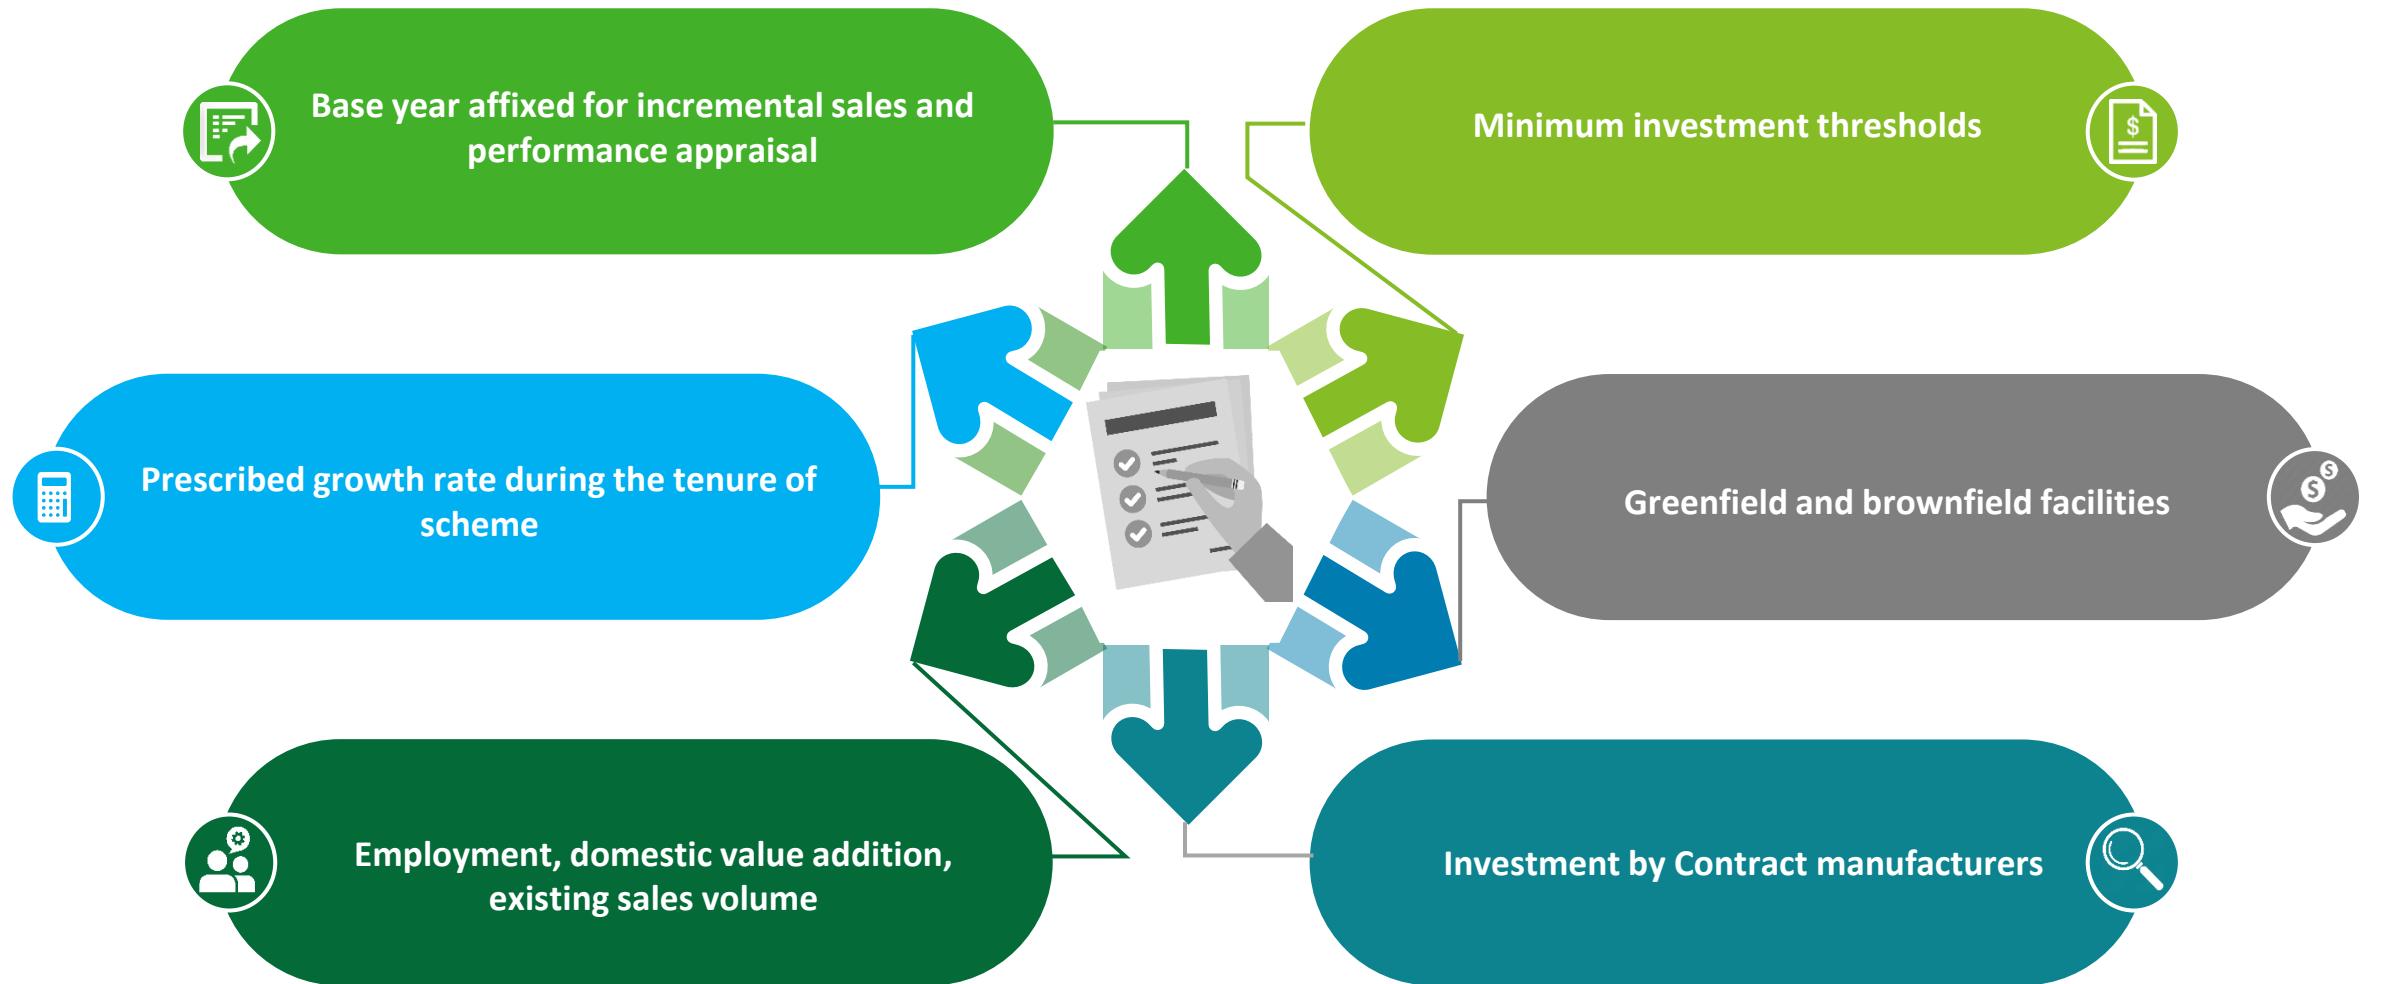 Base year affixed for incremental sales and
performance appraisal
Minimum investment thresholds
Prescribed growth rate during the tenure of
scheme
Greenfield and brownfield facilities
Employment, domestic value addition,
existing sales volume
Investment by Contract manufacturers